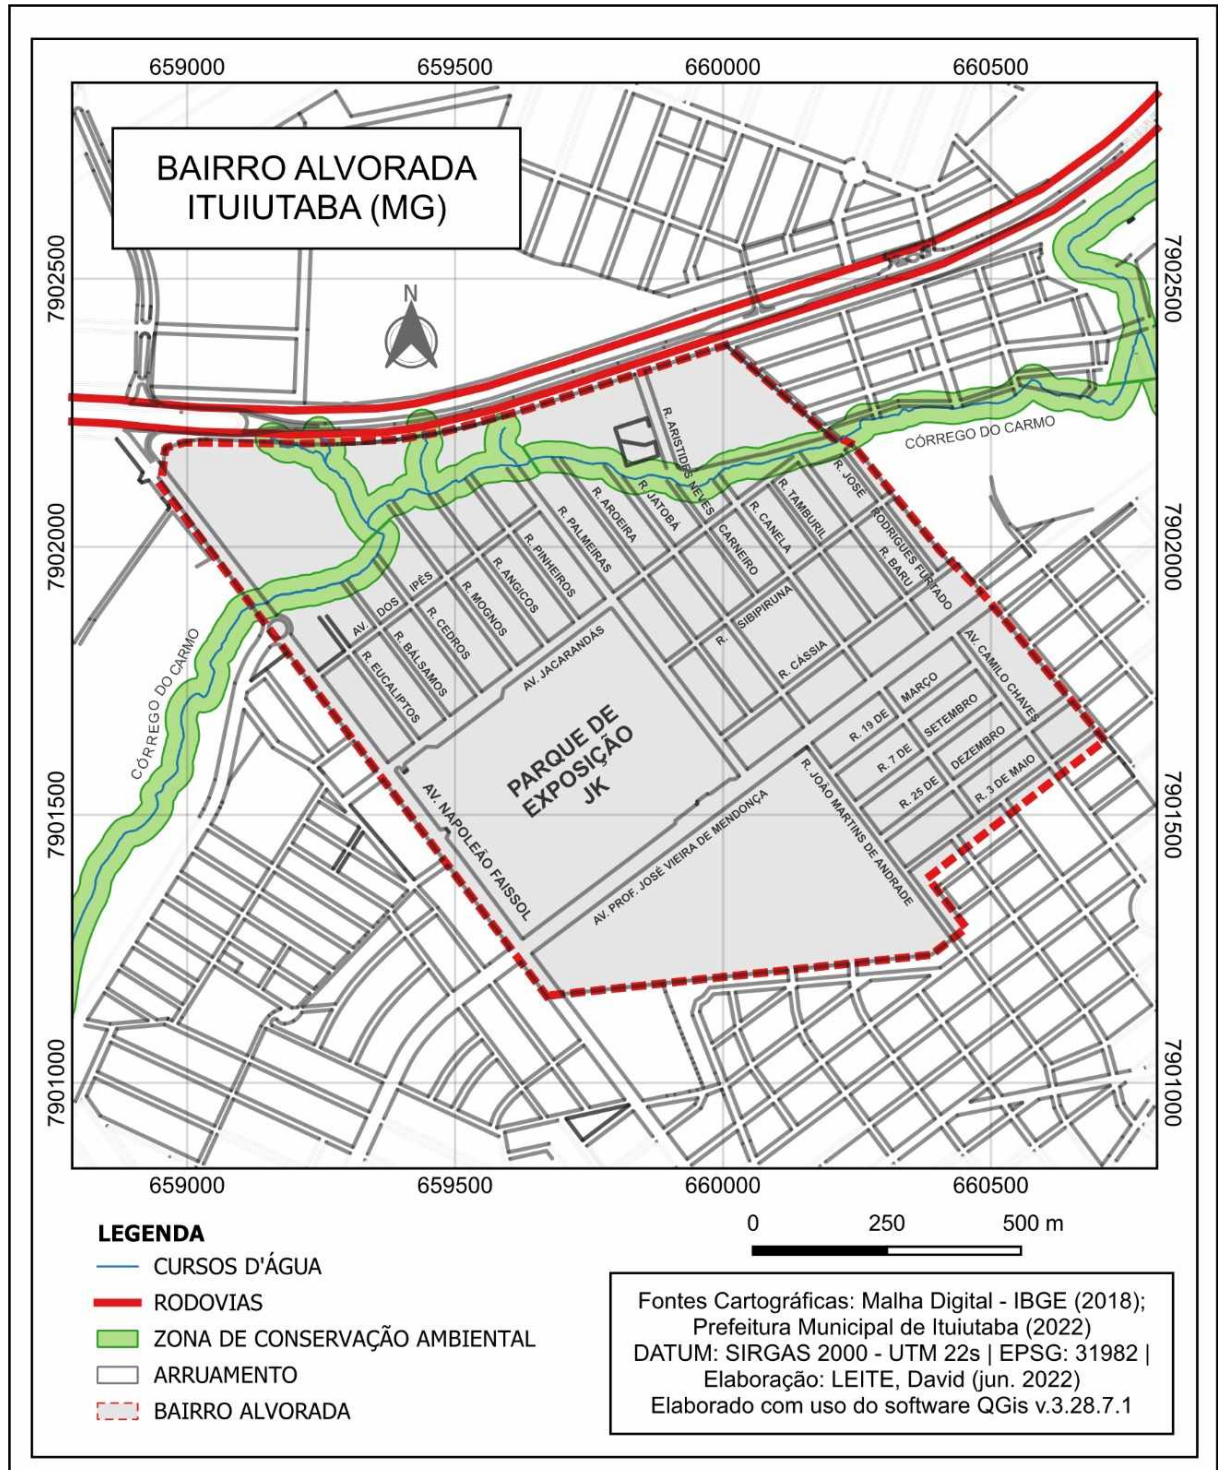 659000 659500 660000 660500
BAIRRO ALVORADA
ITUIUTABA (MG)
7902500
7902500
N
R. ARISTIDES NEVES CARNEIRO
CÓRREGO DO CARMO
R. JOSÉ RODRIGUES FURTADO
R. TAMBURIL
R. CANELA
R. JATOBÁ
R. AROEIRA
R. PALMEIRAS
R. PINHEIROS
R. ANGICOS
R. MOGNOS
R. CEDROS
R. BÁLSAMOS
R. EUCALIPTOS
AV. DOS IPÊS
R. BARU
R. SIBIPIRUNA
R. CÁSSIA
7902000
7902000
AV. JACARANDÁS
AV. CAMILO CHAVES
CÓRREGO DO CARMO
R. 19 DE MARÇO
R. 7 DE SETEMBRO
R. 25 DE DEZEMBRO
R. 3 DE MAIO
PARQUE DE
EXPOSIÇÃO
JK
AV. NAPOLEÃO FAISSOL
AV. PROF. JOSÉ VIEIRA DE MENDONÇA
R. JOÃO MARTINS DE ANDRADE
7901500
7901500
7901000
7901000
659000 659500 660000 660500
0 250 500 m
LEGENDA
CURSOS D'ÁGUA
RODOVIAS
ZONA DE CONSERVAÇÃO AMBIENTAL
ARRUAMENTO
BAIRRO ALVORADA
Fontes Cartográficas: Malha Digital - IBGE (2018);
Prefeitura Municipal de Ituiutaba (2022)
DATUM: SIRGAS 2000 - UTM 22s | EPSG: 31982 |
Elaboração: LEITE, David (jun. 2022)
Elaborado com uso do software QGis v.3.28.7.1